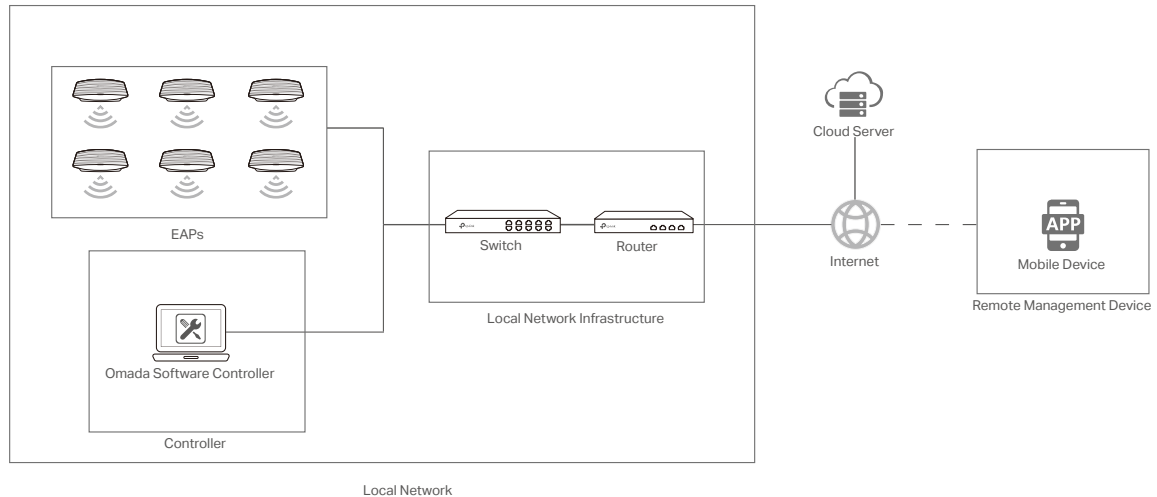 Cloud Server
EAPs
Switch
Router
APP
Internet
Mobile Device
Remote Management Device
Local Network Infrastructure
Omada Software Controller
Controller
Local Network